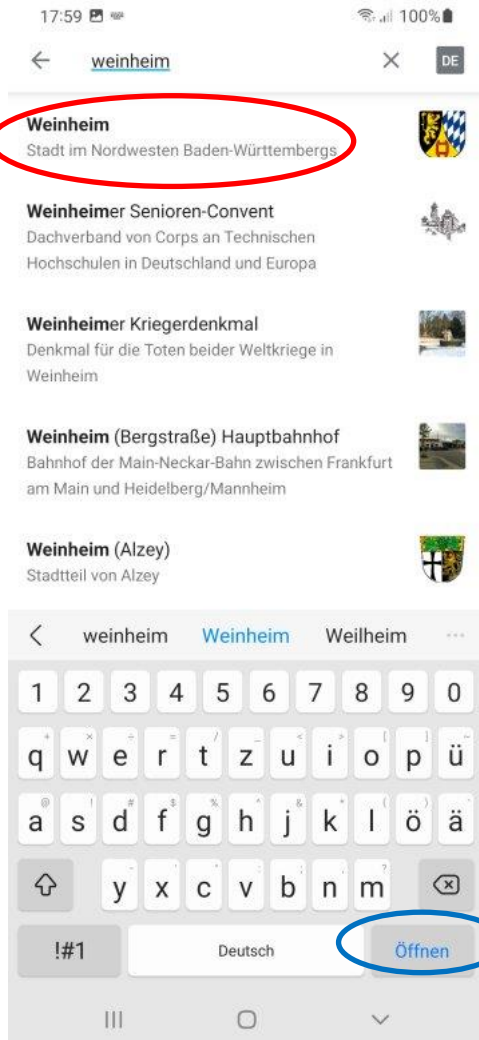 17:59 100%
weinheim DE
Weinheim
Stadt im Nordwesten Baden-Württembergs
Weinheimer Senioren-Convent
Dachverband von Corps an Technischen
Hochschulen in Deutschland und Europa
Weinheimer Kriegerdenkmal
Denkmal für die Toten beider Weltkriege in
Weinheim
Weinheim (Bergstraße) Hauptbahnhof
Bahnhof der Main-Neckar-Bahn zwischen Frankfurt
am Main und Heidelberg/Mannheim
Weinheim (Alzey)
Stadtteil von Alzey
weinheim Weinheim Weilheim ...
1 2 3 4 5 6 7 8 9 0
q w e r t z u i o p ü
a s d f g h j k l ö ä
y x c v b n m
!#1 Deutsch Öffnen